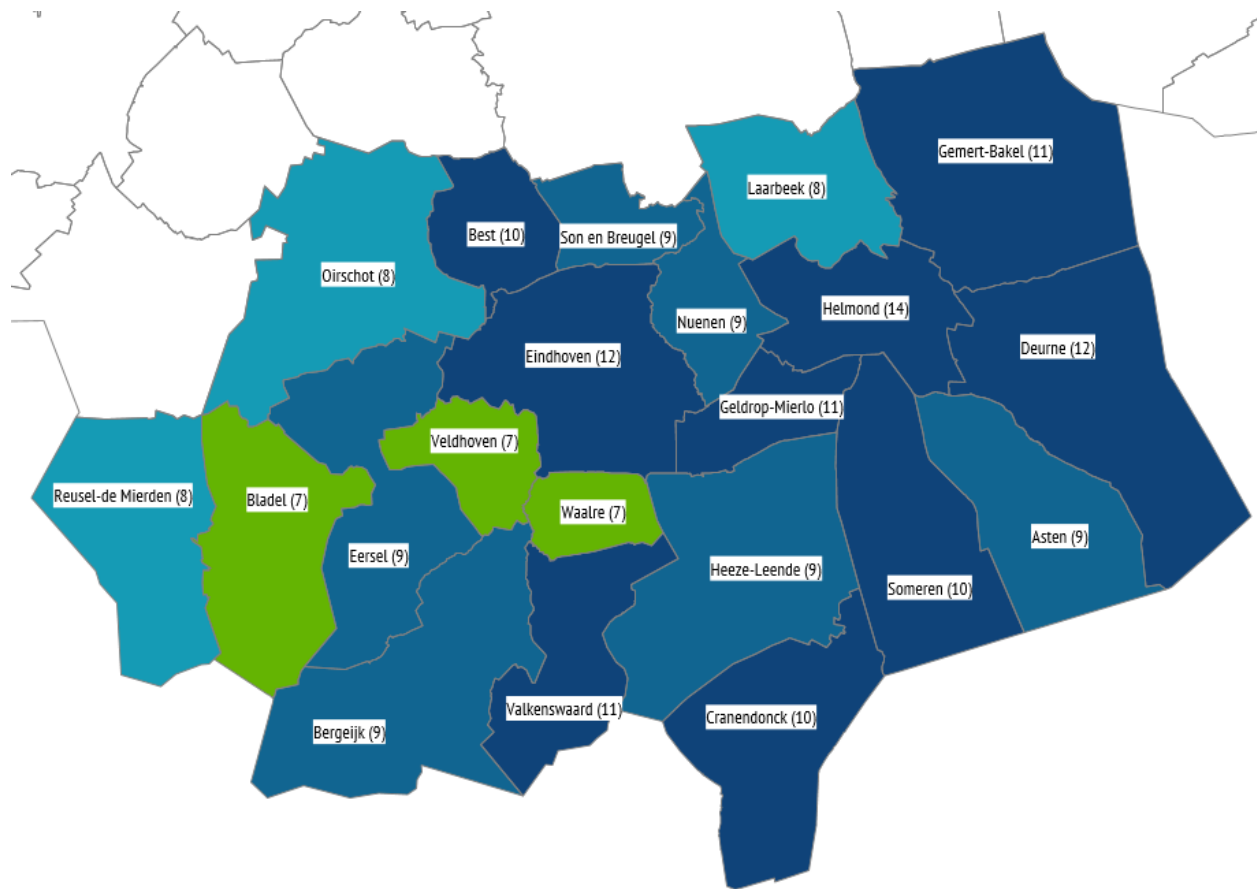 Gemert-Bakel (11)
Laarbeek (8)
Best (10)
Son en Breugel (9)
Oirschot (8)
Helmond (14)
Nuenen (9)
Deurne (12)
Eindhoven (12)
Geldrop-Mierlo (11)
Veldhoven (7)
Reusel-de Mierden (8)
Bladel (7)
Waalre (7)
Asten (9)
Eersel (9)
Heeze-Leende (9)
Someren (10)
Valkenswaard (11)
Cranendonck (10)
Bergeijk (9)